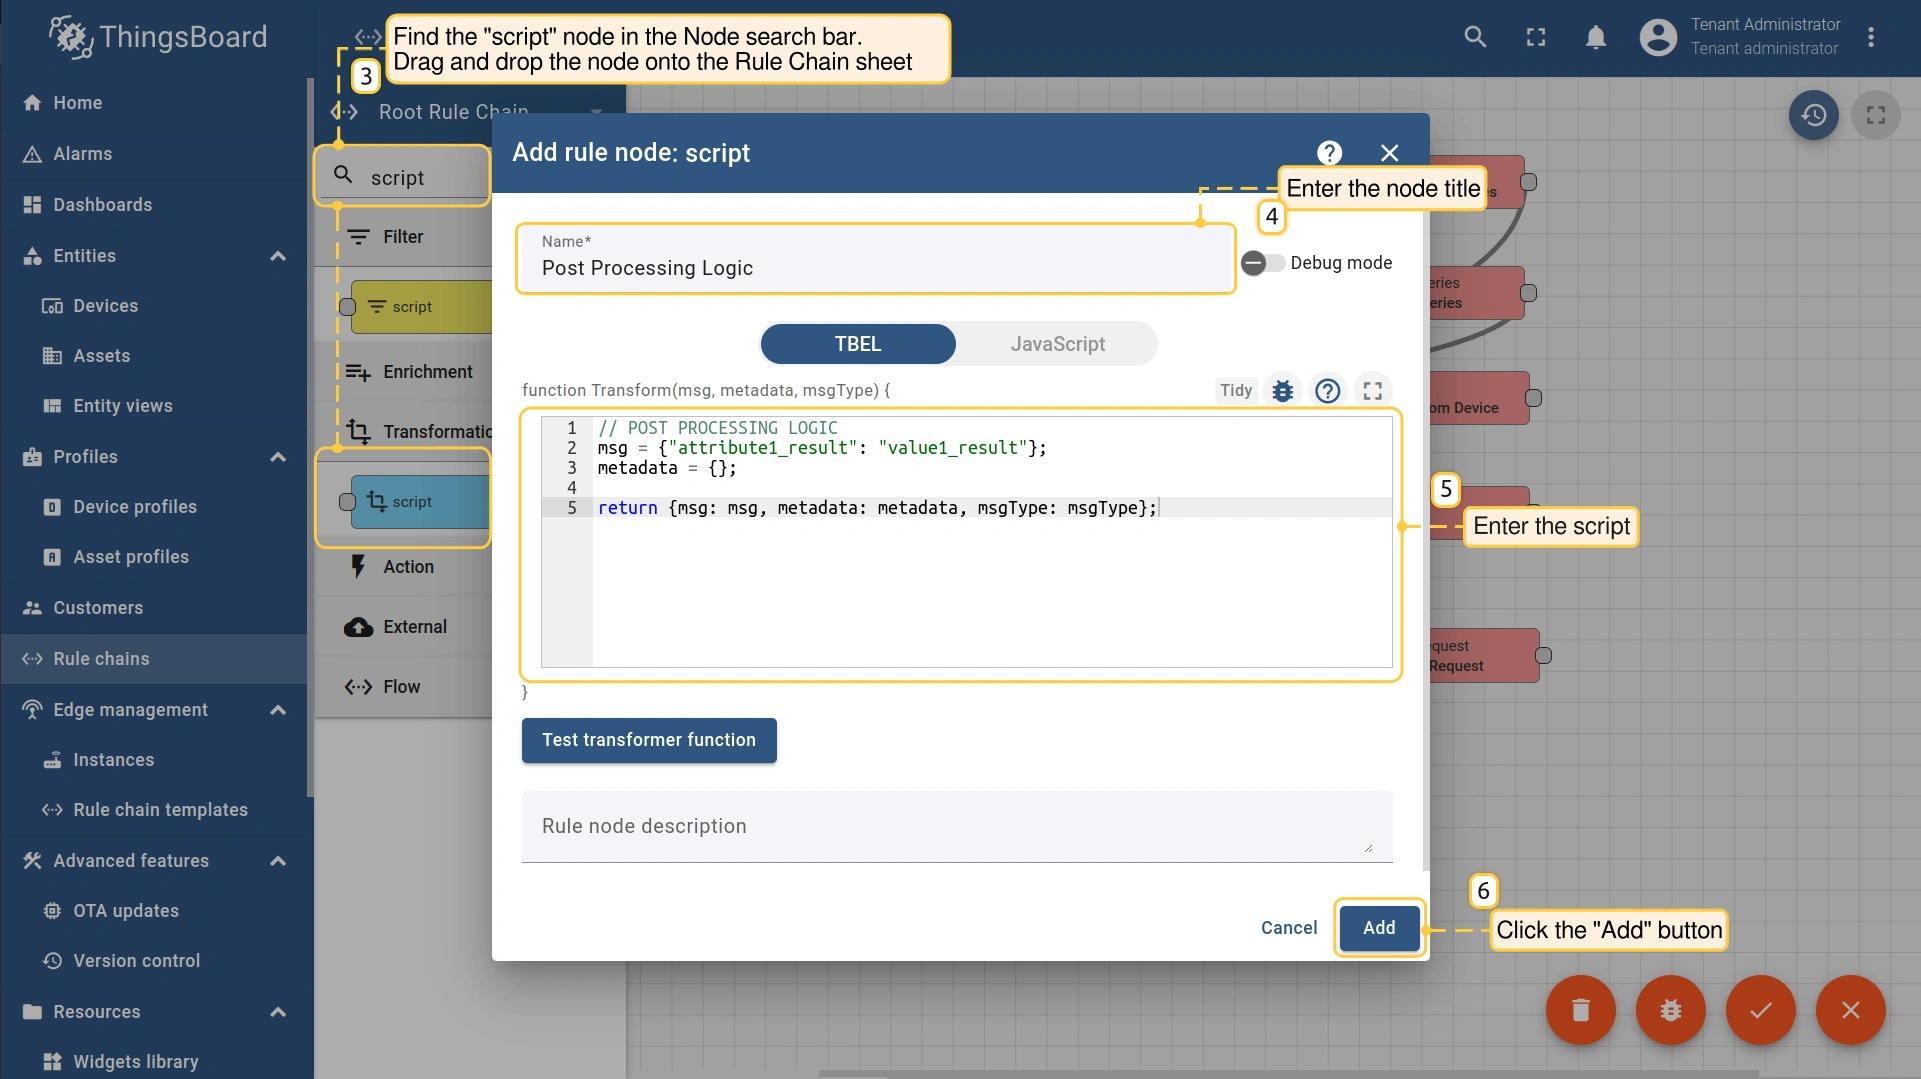 ThingsBoard
Find the "script" node in the Node search bar.
Drag and drop the node onto the Rule Chain sheet
3
Tenant Administrator
Tenant administrator
Home
Alarms
Dashboards
Entities
Devices
Assets
Entity views
Profiles
Device profiles
Asset profiles
Customers
Rule chains
Edge management
Instances
Rule chain templates
Advanced features
OTA updates
Version control
Resources
Widgets library
Root Rule Chain
script
Filter
script
Enrichment
Transformatio
script
Action
External
Flow
Add rule node: script
Enter the node title
4
Name*
Post Processing Logic
Debug mode
TBEL
JavaScript
function Transform(msg, metadata, msgType) {
Tidy
1 // POST PROCESSING LOGIC
2 msg = {"attribute1_result": "value1_result"};
3 metadata = {};
4
5 return {msg: msg, metadata: metadata, msgType: msgType};
}
5
Enter the script
Test transformer function
Rule node description
Cancel
Add
6
Click the "Add" button
s
eries
eries
om Device
quest
Request